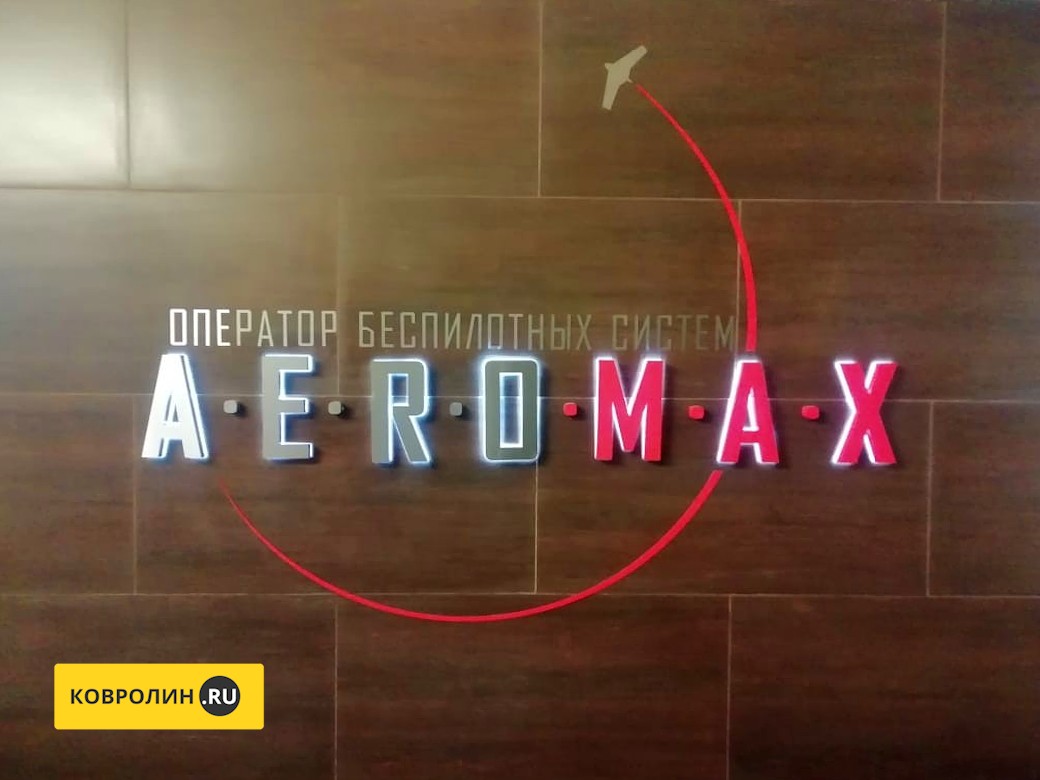 ОПЕРАТОР БЕСПИЛОТНЫХ СИСТЕМ
A·E·R·O·M·A·X
КОВРОЛИН.RU